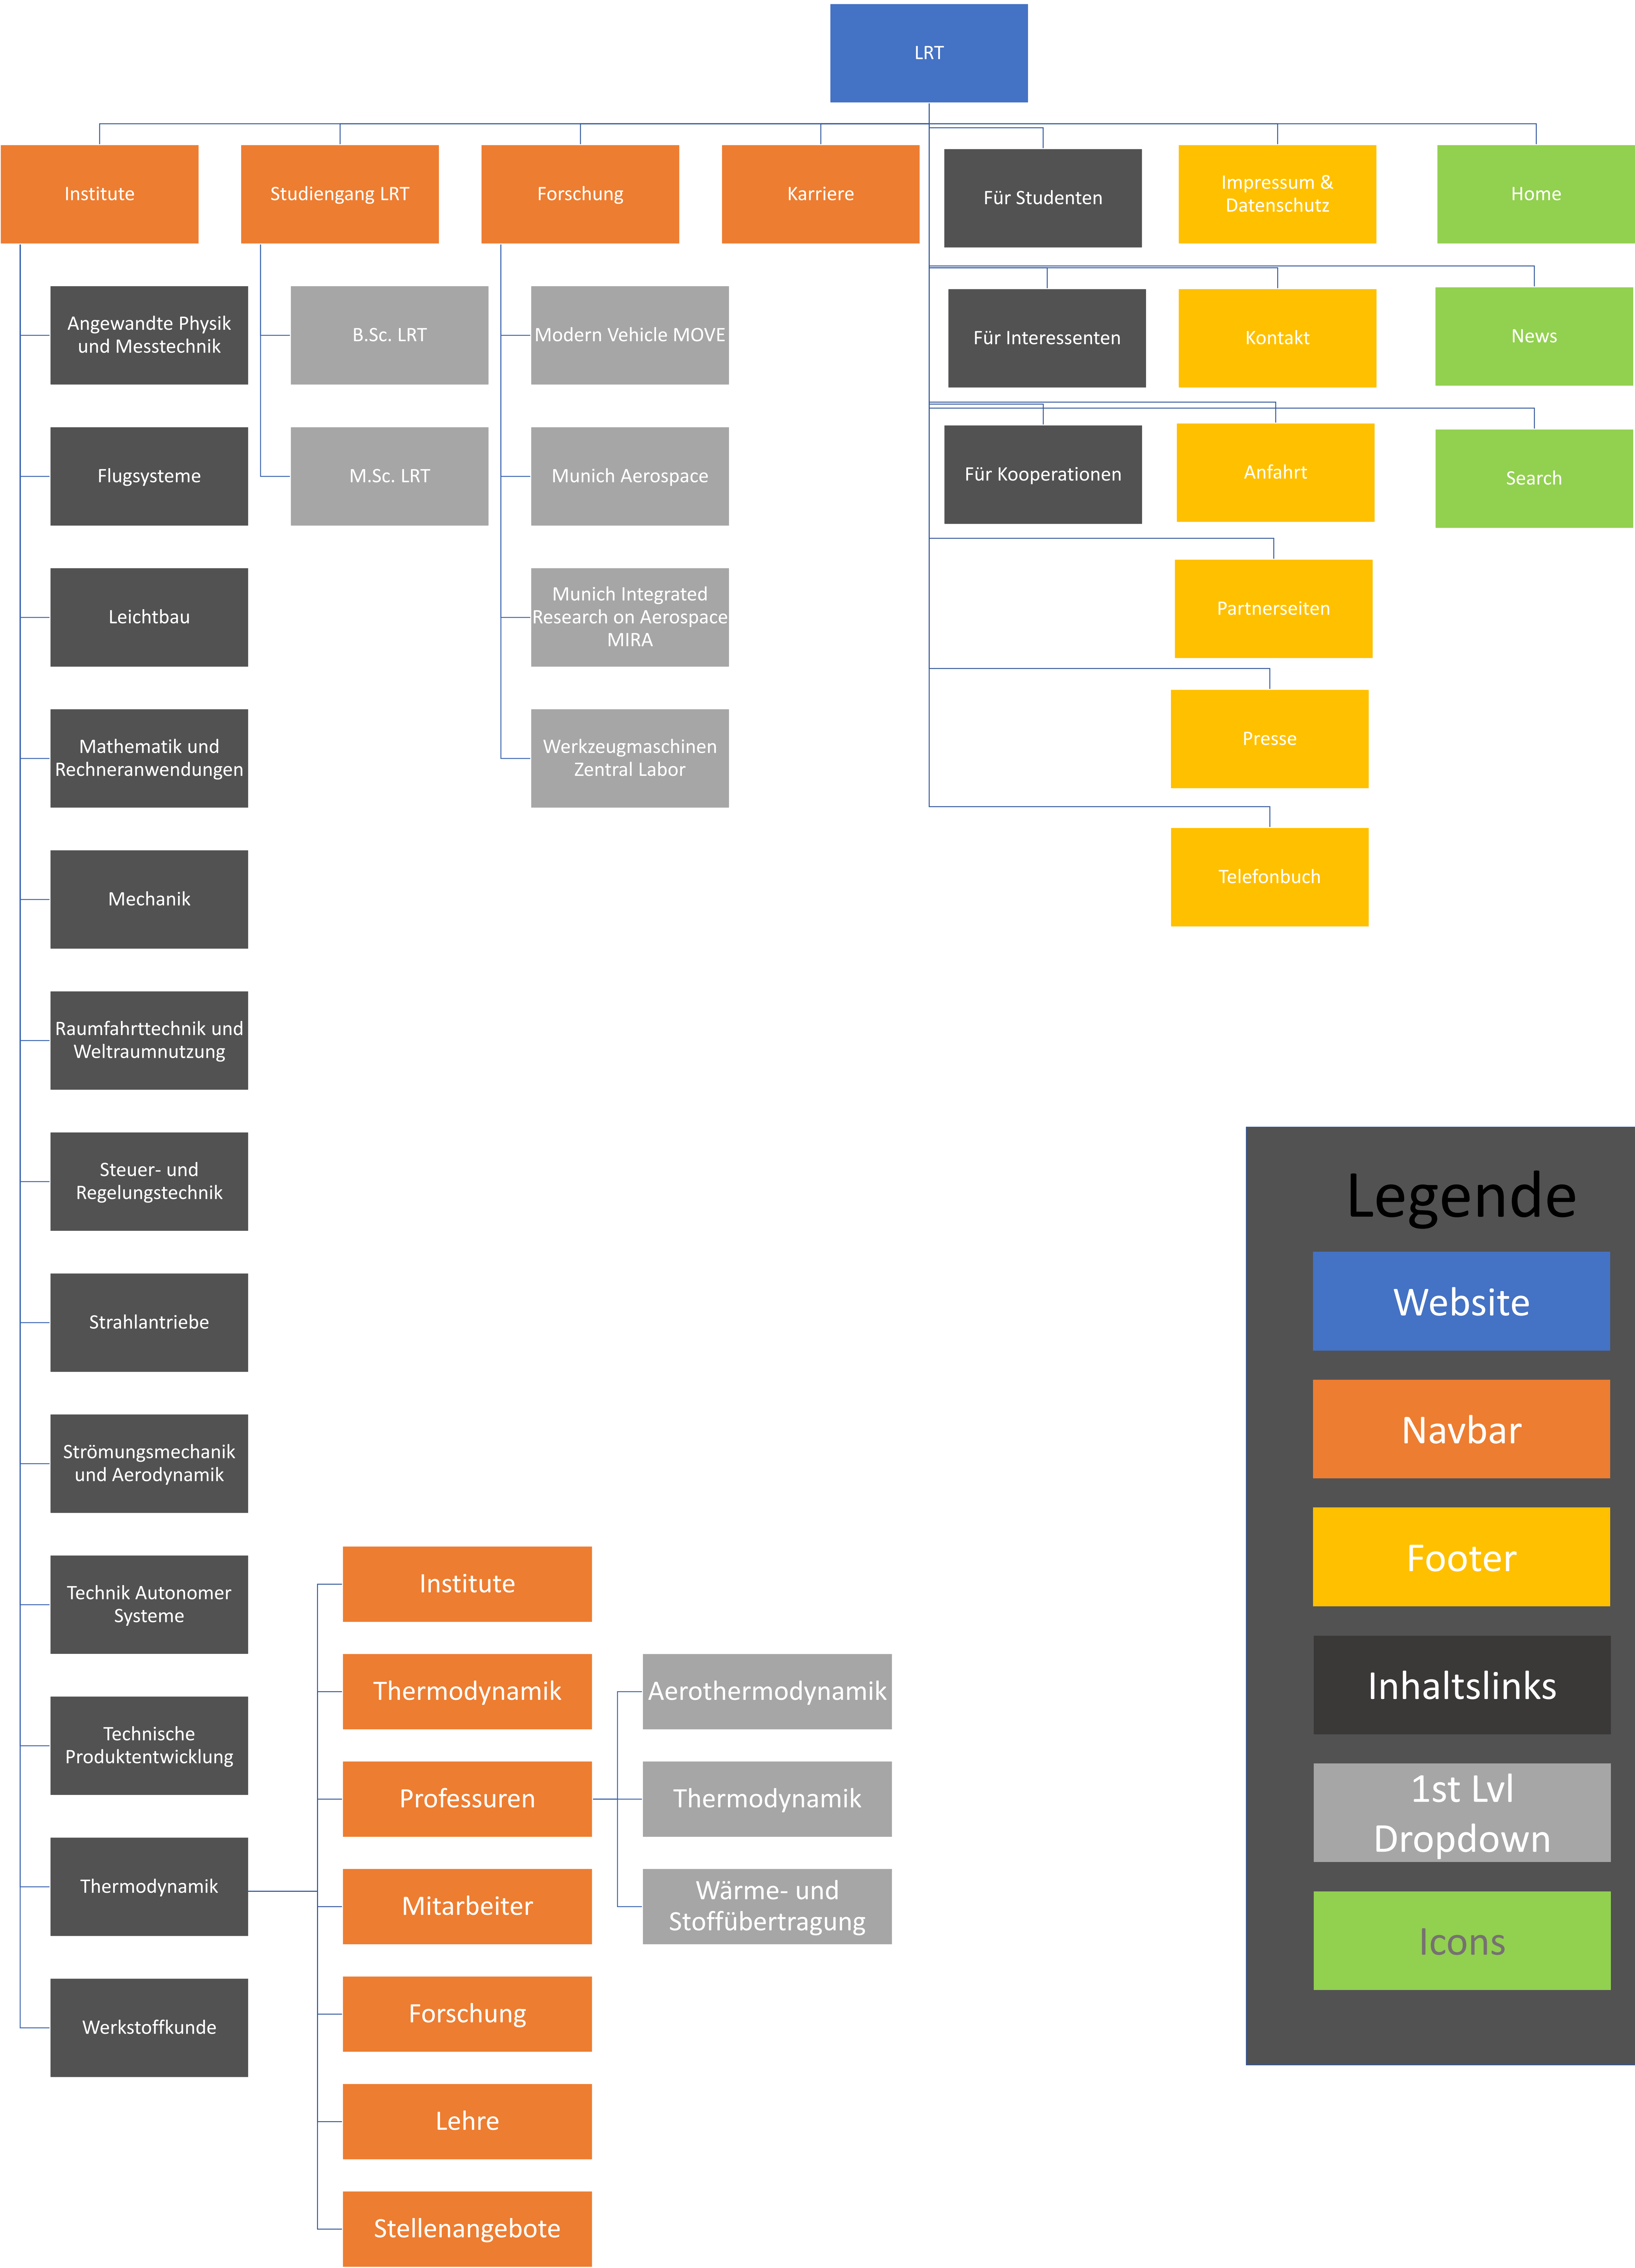 LRT
Institute
Studiengang LRT
Forschung
Karriere
Für Studenten
Impressum &
Datenschutz
Home
Angewandte Physik
und Messtechnik
B.Sc. LRT
Modern Vehicle MOVE
Für Interessenten
Kontakt
News
Flugsysteme
M.Sc. LRT
Munich Aerospace
Für Kooperationen
Anfahrt
Search
Leichtbau
Munich Integrated
Research on Aerospace
MIRA
Partnerseiten
Mathematik und
Rechneranwendungen
Werkzeugmaschinen
Zentral Labor
Presse
Mechanik
Telefonbuch
Raumfahrttechnik und
Weltraumnutzung
Steuer- und
Regelungstechnik
Strahlantriebe
Strömungsmechanik
und Aerodynamik
Technik Autonomer
Systeme
Technische
Produktentwicklung
Thermodynamik
Werkstoffkunde
Institute
Thermodynamik
Professuren
Mitarbeiter
Forschung
Lehre
Stellenangebote
Aerothermodynamik
Thermodynamik
Wärme- und
Stoffübertragung
Legende
Website
Navbar
Footer
Inhaltslinks
1st Lvl
Dropdown
Icons